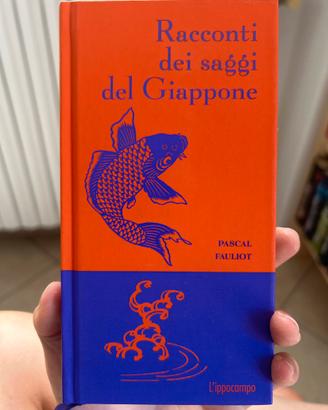 Racconti
dei saggi
del Giappone
PASCAL
FAULIOT
L'ippocampo